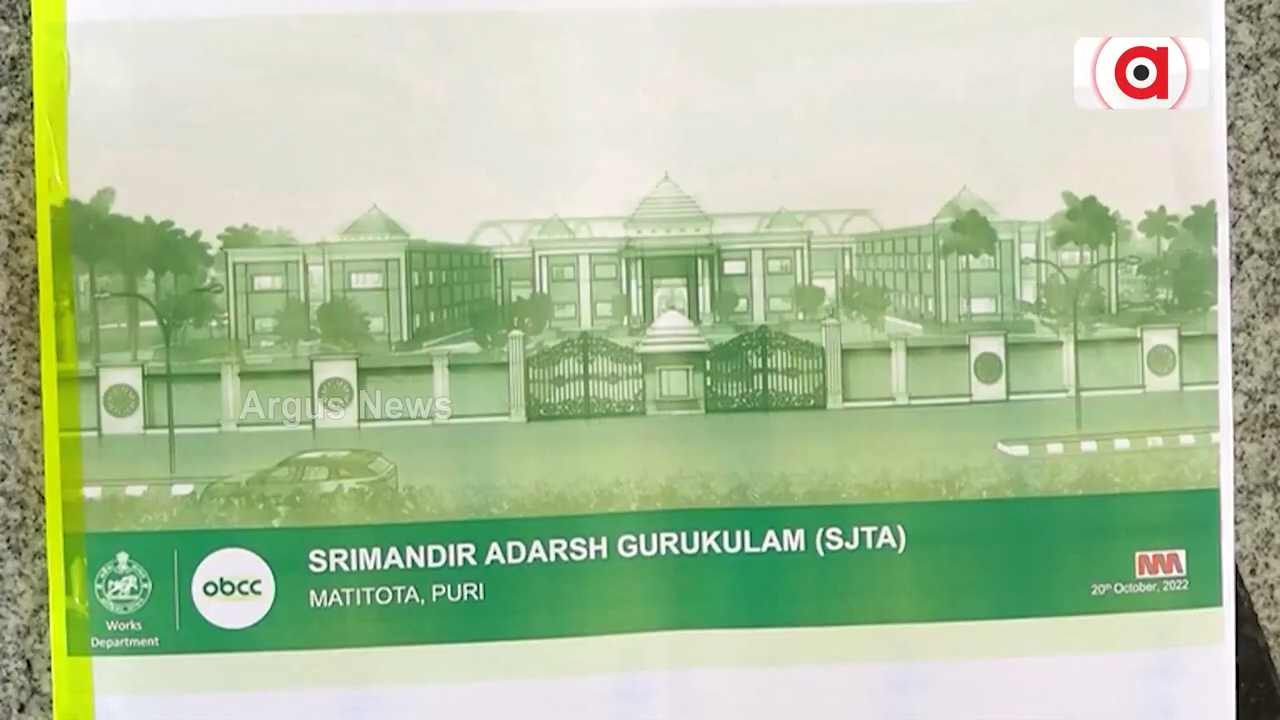 a
Argus News
SRIMANDIR ADARSH GURUKULAM (SJTA)
MATITOTA, PURI
obcc
Works
Department
20th October, 2022